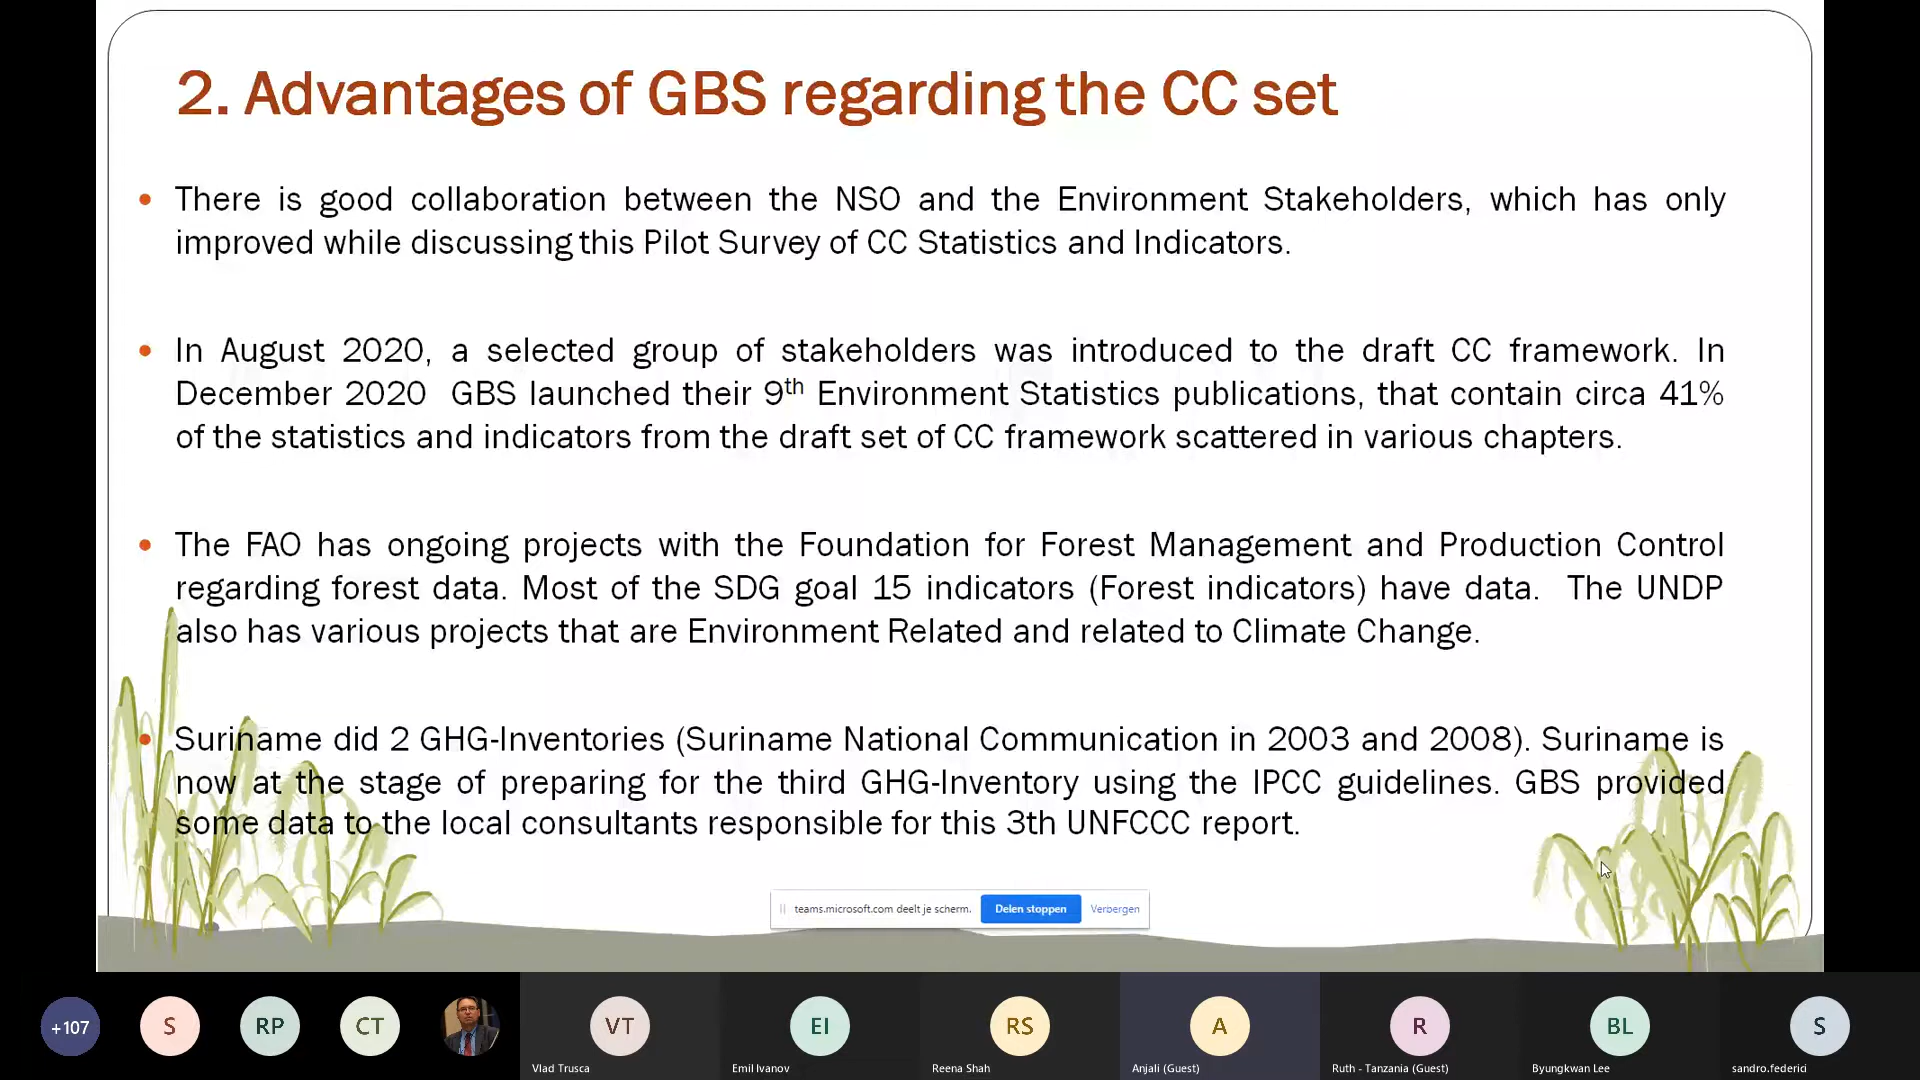 2. Advantages of GBS regarding the CC set
• There is good collaboration between the NSO and the Environment Stakeholders, which has only
improved while discussing this Pilot Survey of CC Statistics and Indicators.
• In August 2020, a selected group of stakeholders was introduced to the draft CC framework. In
December 2020 GBS launched their 9th Environment Statistics publications, that contain circa 41%
of the statistics and indicators from the draft set of CC framework scattered in various chapters.
• The FAO has ongoing projects with the Foundation for Forest Management and Production Control
regarding forest data. Most of the SDG goal 15 indicators (Forest indicators) have data. The UNDP
also has various projects that are Environment Related and related to Climate Change.
• Suriname did 2 GHG-Inventories (Suriname National Communication in 2003 and 2008). Suriname is
now at the stage of preparing for the third GHG-Inventory using the IPCC guidelines. GBS provided
some data to the local consultants responsible for this 3th UNFCCC report.
teams.microsoft.com deelt je scherm. Delen stoppen Verbergen
+107 S RP CT VT EI RS A R BL S
Vlad Trusca Emil Ivanov Reena Shah Anjali (Guest) Ruth - Tanzania (Guest) Byungkwan Lee sandro.federici